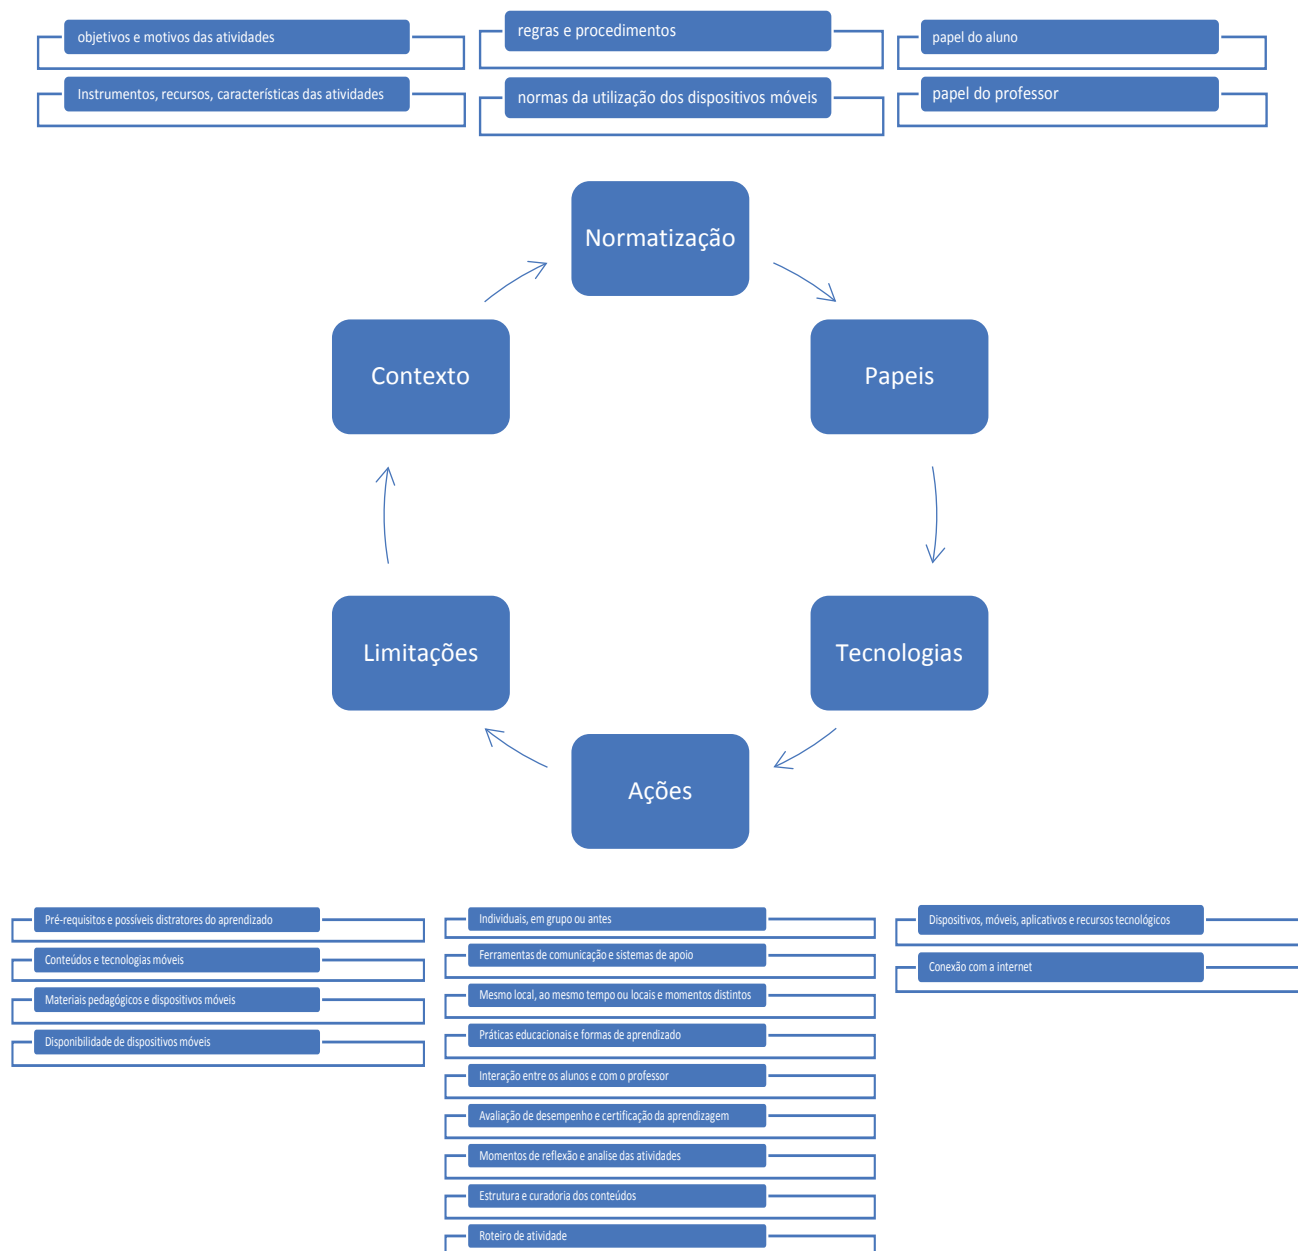 objetivos e motivos das atividades
Instrumentos, recursos, características das atividades
regras e procedimentos
normas da utilização dos dispositivos móveis
papel do aluno
papel do professor
Normatização
Contexto
Papeis
Limitações
Tecnologias
Ações
Pré-requisitos e possíveis distratores do aprendizado
Conteúdos e tecnologias móveis
Materiais pedagógicos e dispositivos móveis
Disponibilidade de dispositivos móveis
Individuais, em grupo ou antes
Ferramentas de comunicação e sistemas de apoio
Mesmo local, ao mesmo tempo ou locais e momentos distintos
Práticas educacionais e formas de aprendizado
Interação entre os alunos e com o professor
Avaliação de desempenho e certificação da aprendizagem
Momentos de reflexão e analise das atividades
Estrutura e curadoria dos conteúdos
Roteiro de atividade
Dispositivos, móveis, aplicativos e recursos tecnológicos
Conexão com a internet